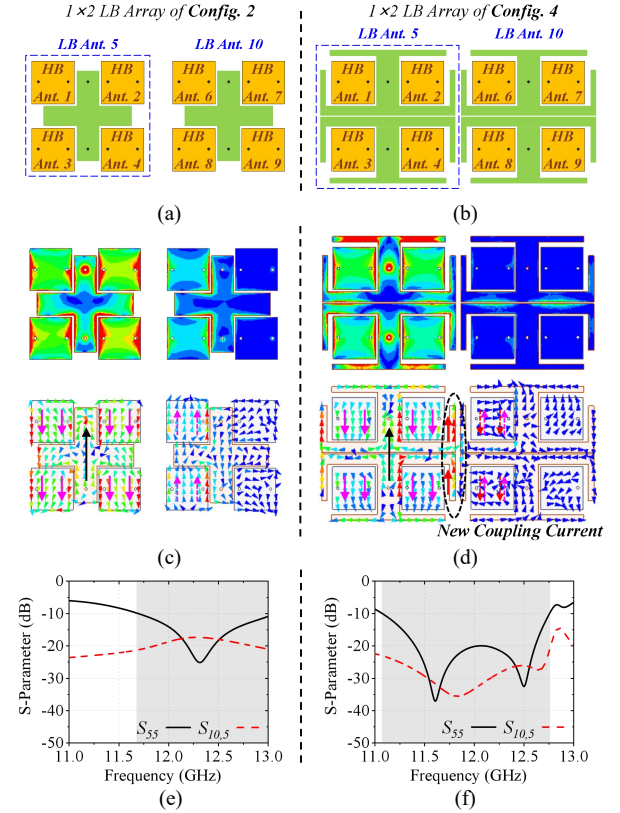 1×2 LB Array of Config. 2
LB Ant. 5 LB Ant. 10
HB HB HB HB
Ant. 1 Ant. 2 Ant. 6 Ant. 7
HB HB HB HB
Ant. 3 Ant. 4 Ant. 8 Ant. 9
(a)
1×2 LB Array of Config. 4
LB Ant. 5 LB Ant. 10
HB HB HB HB
Ant. 1 Ant. 2 Ant. 6 Ant. 7
HB HB HB HB
Ant. 3 Ant. 4 Ant. 8 Ant. 9
(b)
(c)
New Coupling Current
(d)
0
-10
-20
-30
-40
-50
S-Parameter (dB)
S55 S10,5
11.0 11.5 12.0 12.5 13.0
Frequency (GHz)
(e)
0
-10
-20
-30
-40
-50
S-Parameter (dB)
S55 S10,5
11.0 11.5 12.0 12.5 13.0
Frequency (GHz)
(f)